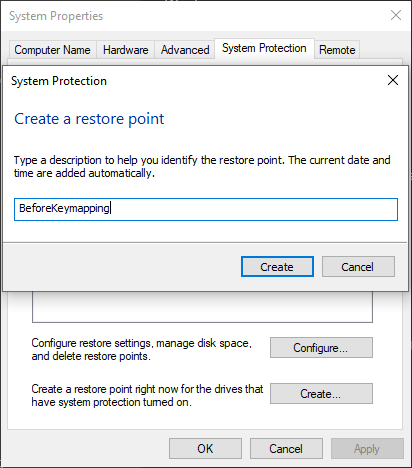 System Properties
Computer Name Hardware Advanced System Protection Remote
System Protection
Create a restore point
Type a description to help you identify the restore point. The current date and
time are added automatically.
BeforeKeymapping
Create Cancel
Configure restore settings, manage disk space,
and delete restore points.
Configure...
Create a restore point right now for the drives that
have system protection turned on.
Create...
OK Cancel Apply